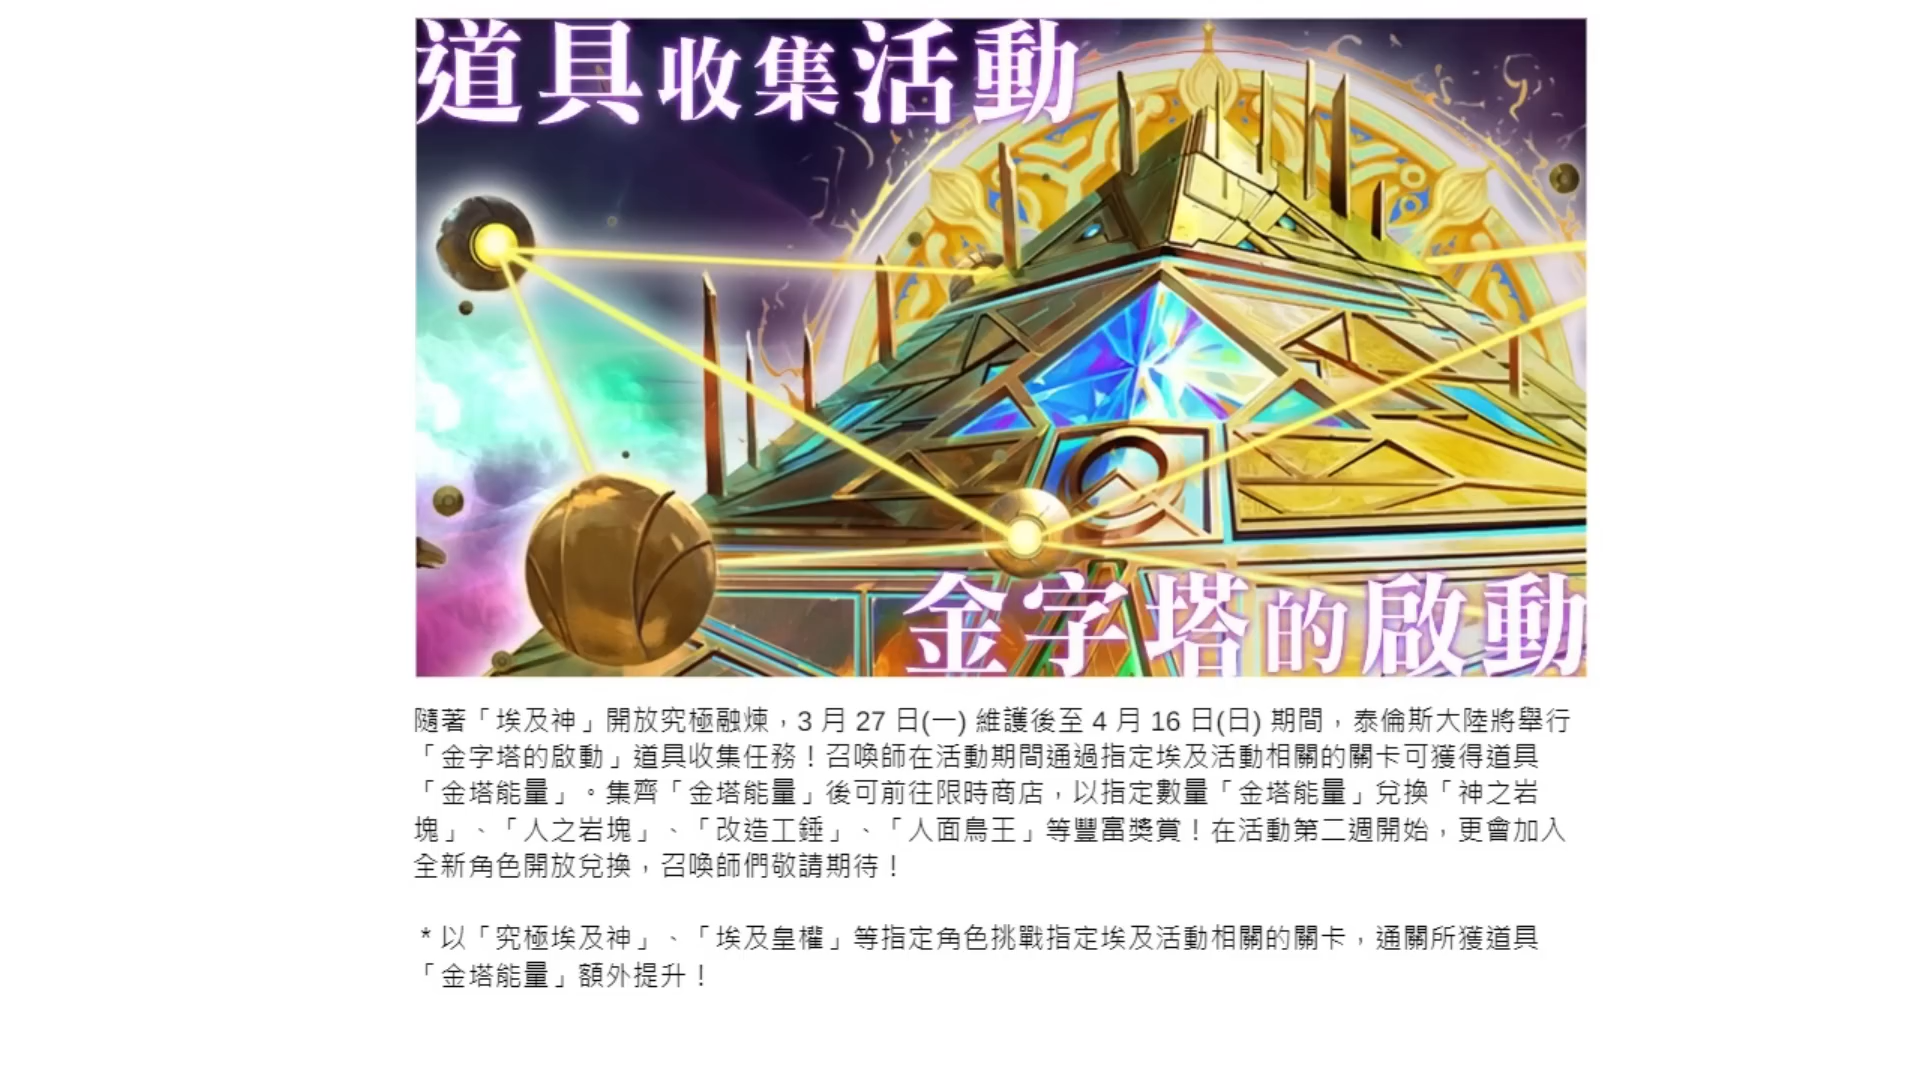 道具收集活動
金字塔的啟動
隨著「埃及神」開放究極融煉，3 月 27 日(一) 維護後至 4 月 16 日(日) 期間，泰倫斯大陸將舉行
「金字塔的啟動」道具收集任務！召喚師在活動期間通過指定埃及活動相關的關卡可獲得道具
「金塔能量」。集齊「金塔能量」後可前往限時商店，以指定數量「金塔能量」兌換「神之岩
塊」、「人之岩塊」、「改造工錘」、「人面鳥王」等豐富獎賞！在活動第二週開始，更會加入
全新角色開放兌換，召喚師們敬請期待！
* 以「究極埃及神」、「埃及皇權」等指定角色挑戰指定埃及活動相關的關卡，通關所獲道具
「金塔能量」額外提升！